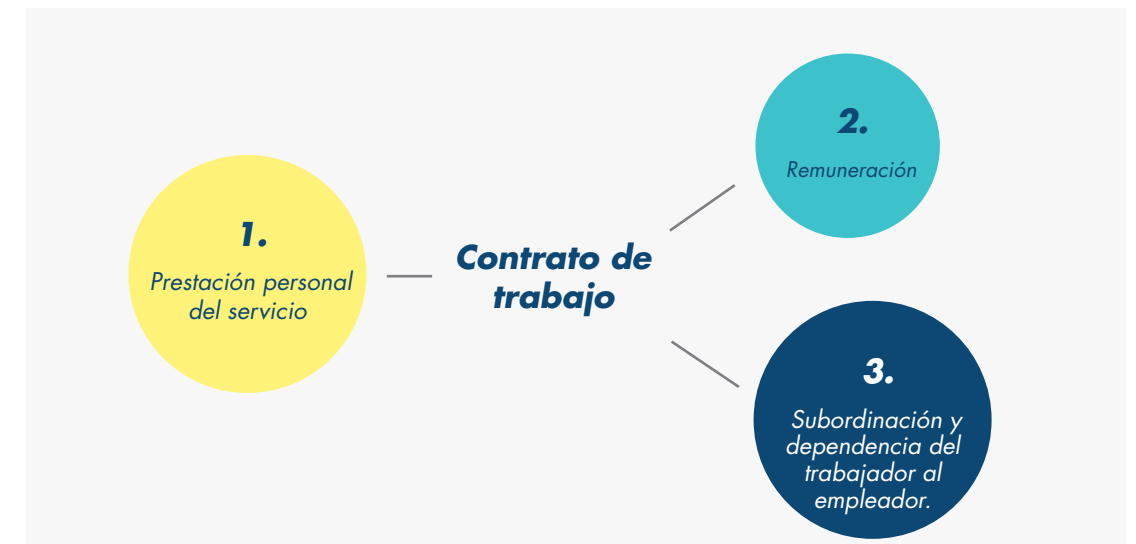 1.
Prestación personal
del servicio
Contrato de
trabajo
2.
Remuneración
3.
Subordinación y
dependencia del
trabajador al
empleador.